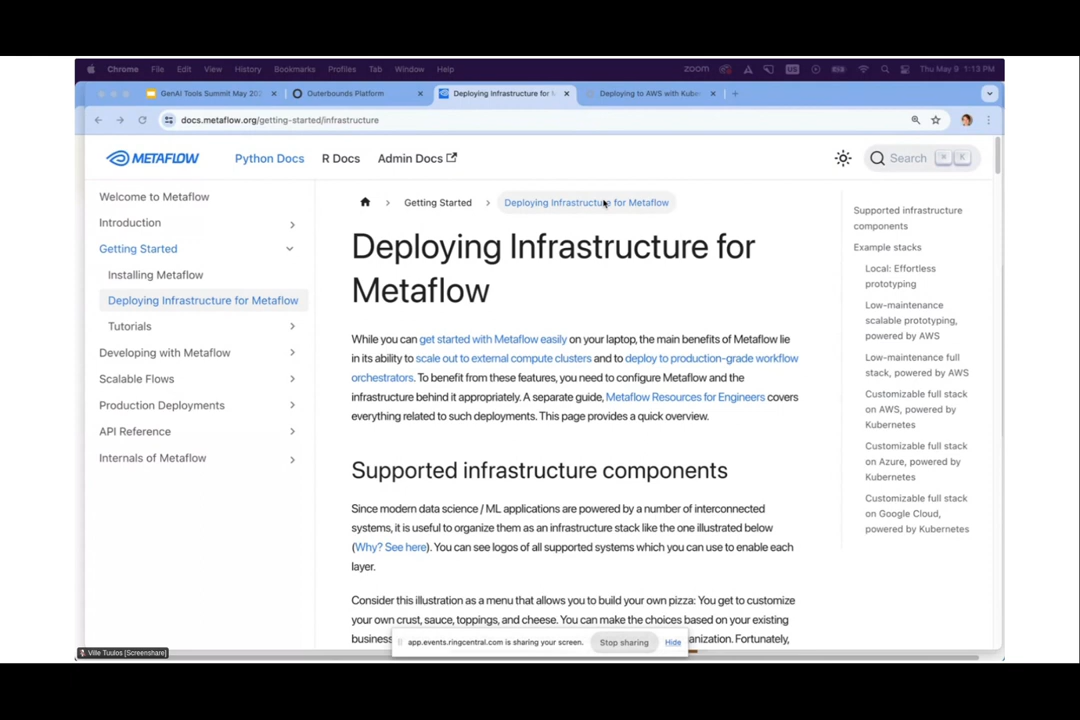 Chrome File Edit View History Bookmarks Profiles Tab Window Help zoom US Thu May 9 1:13 PM
GenAI Tools Summit May 202 Outerbounds Platform Deploying Infrastructure for M Deploying to AWS with Kuber
docs.metaflow.org/getting-started/infrastructure
METAFLOW Python Docs R Docs Admin Docs Search ⌘ K
Welcome to Metaflow
Introduction
Getting Started
Installing Metaflow
Deploying Infrastructure for Metaflow
Tutorials
Developing with Metaflow
Scalable Flows
Production Deployments
API Reference
Internals of Metaflow
Getting Started Deploying Infrastructure for Metaflow
Deploying Infrastructure for
Metaflow
While you can get started with Metaflow easily on your laptop, the main benefits of Metaflow lie
in its ability to scale out to external compute clusters and to deploy to production-grade workflow
orchestrators. To benefit from these features, you need to configure Metaflow and the
infrastructure behind it appropriately. A separate guide, Metaflow Resources for Engineers covers
everything related to such deployments. This page provides a quick overview.
Supported infrastructure components
Since modern data science / ML applications are powered by a number of interconnected
systems, it is useful to organize them as an infrastructure stack like the one illustrated below
(Why? See here). You can see logos of all supported systems which you can use to enable each
layer.
Consider this illustration as a menu that allows you to build your own pizza: You get to customize
your own crust, sauce, toppings, and cheese. You can make the choices based on your existing
business anization. Fortunately,
app.events.ringcentral.com is sharing your screen. Stop sharing Hide
Supported infrastructure
components
Example stacks
Local: Effortless
prototyping
Low-maintenance
scalable prototyping,
powered by AWS
Low-maintenance full
stack, powered by AWS
Customizable full stack
on AWS, powered by
Kubernetes
Customizable full stack
on Azure, powered by
Kubernetes
Customizable full stack
on Google Cloud,
powered by Kubernetes
Ville Tuulos [Screenshare]